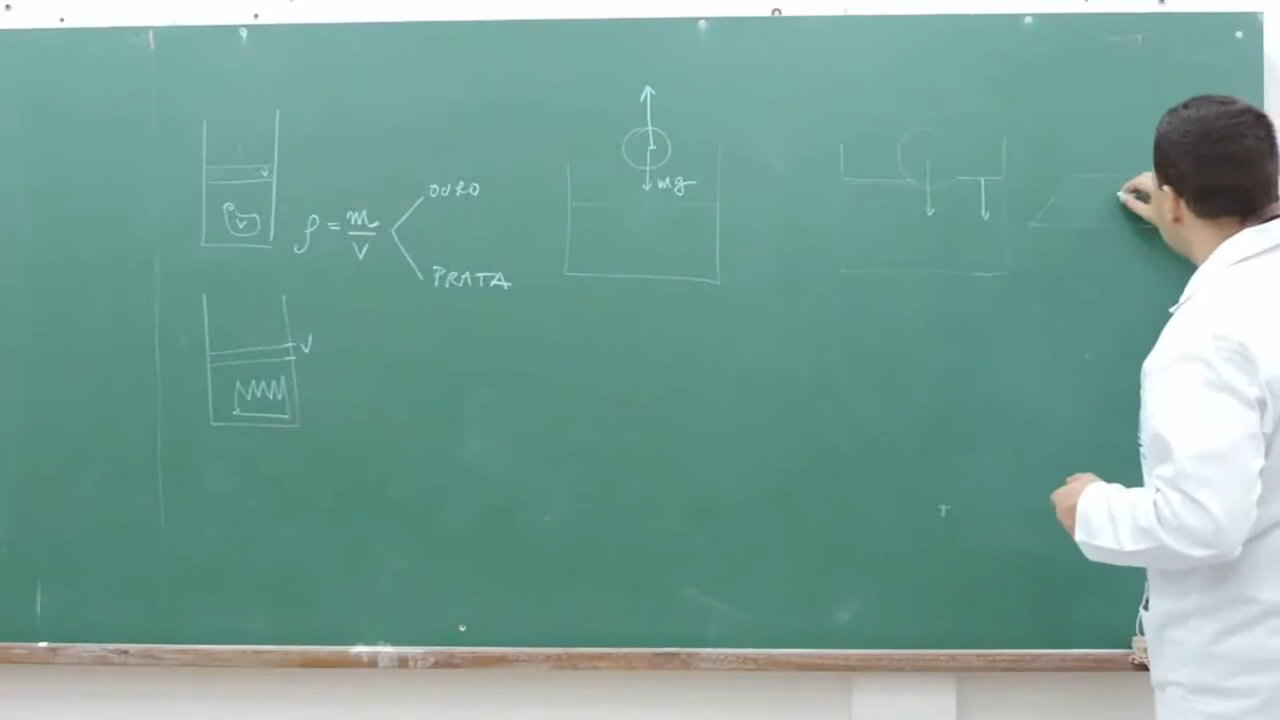 V
V
ρ = m/V
OURO
PRATA
V
mg